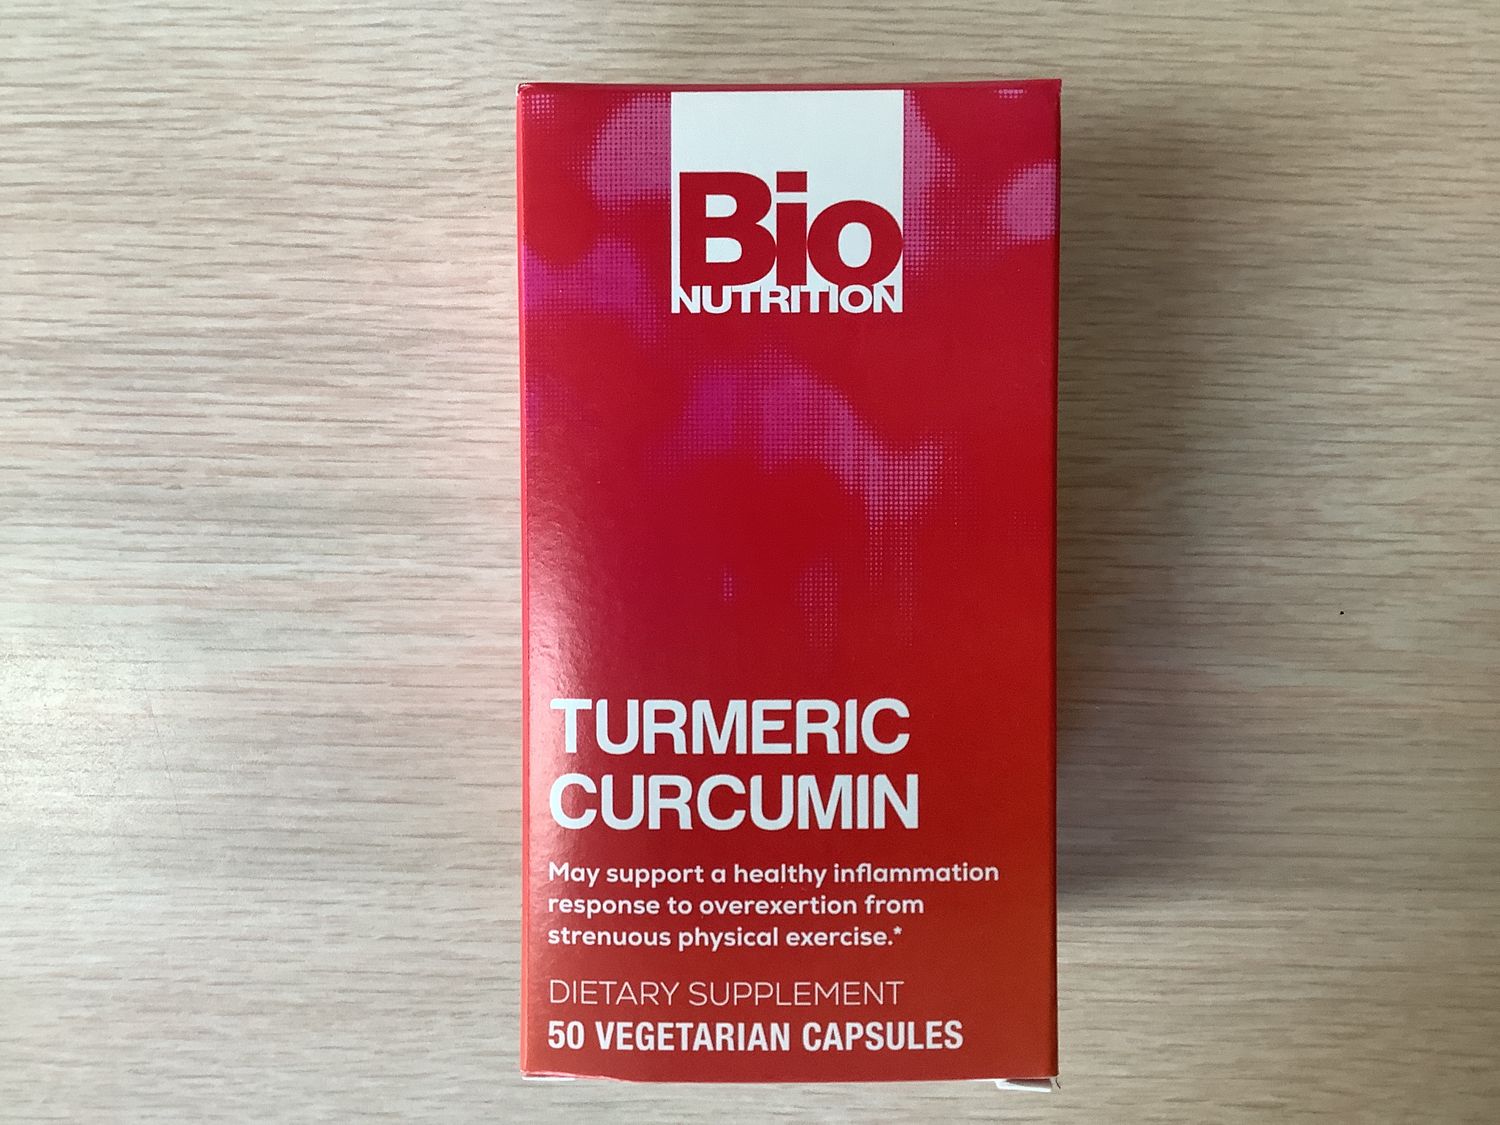 Bio
NUTRITION
TURMERIC
CURCUMIN
May support a healthy inflammation
response to overexertion from
strenuous physical exercise.*
DIETARY SUPPLEMENT
50 VEGETARIAN CAPSULES